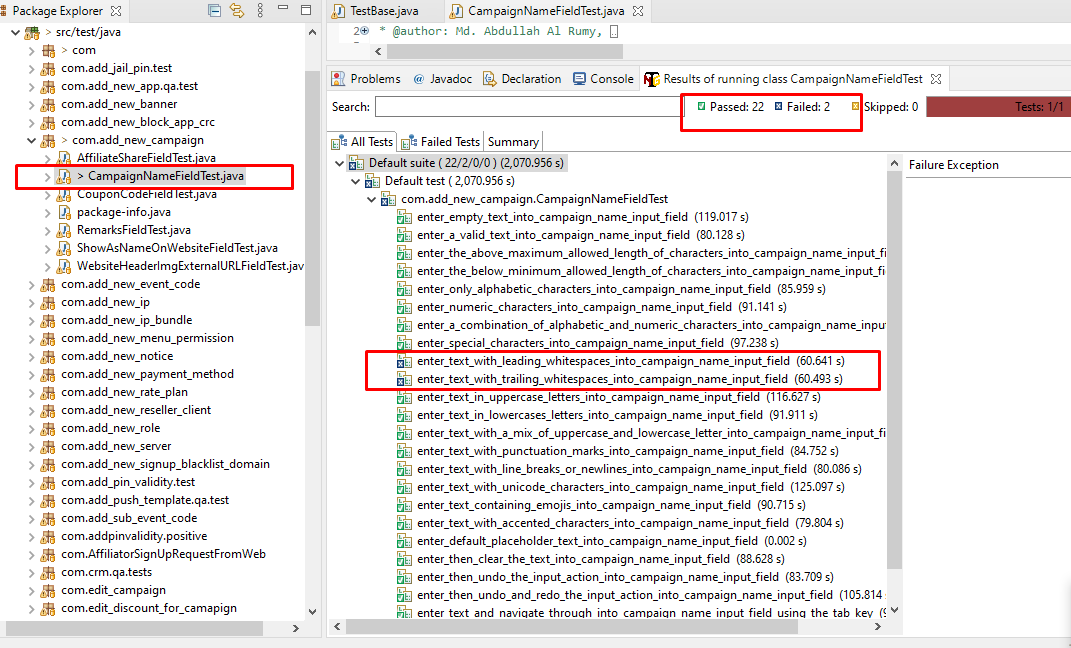 Package Explorer
> src/test/java
> com
com.add_jail_pin.test
com.add_new_app.qa.test
com.add_new_banner
com.add_new_block_app_crc
> com.add_new_campaign
AffiliateShareFieldTest.java
> CampaignNameFieldTest.java
CouponCodeFieldTest.java
package-info.java
RemarksFieldTest.java
ShowAsNameOnWebsiteFieldTest.java
WebsiteHeaderImgExternalURLFieldTest.jav
com.add_new_event_code
com.add_new_ip
com.add_new_ip_bundle
com.add_new_menu_permission
com.add_new_notice
com.add_new_payment_method
com.add_new_rate_plan
com.add_new_reseller_client
com.add_new_role
com.add_new_server
com.add_new_signup_blacklist_domain
com.add_pin_validity.test
com.add_push_template.qa.test
com.add_sub_event_code
com.addpinvalidity.positive
com.AffiliatorSignUpRequestFromWeb
com.crm.qa.tests
com.edit_campaign
com.edit_discount_for_camapign
TestBase.java
CampaignNameFieldTest.java
2 * @author: Md. Abdullah Al Rumy,
Problems
@ Javadoc
Declaration
Console
Results of running class CampaignNameFieldTest
Search:
Passed: 22
Failed: 2
Skipped: 0
Tests: 1/1
All Tests
Failed Tests
Summary
Default suite ( 22/2/0/0 ) (2,070.956 s)
Default test ( 2,070.956 s)
com.add_new_campaign.CampaignNameFieldTest
enter_empty_text_into_campaign_name_input_field (119.017 s)
enter_a_valid_text_into_campaign_name_input_field (80.128 s)
enter_the_above_maximum_allowed_length_of_characters_into_campaign_name_input_fi
enter_the_below_minimum_allowed_length_of_characters_into_campaign_name_input_fi
enter_only_alphabetic_characters_into_campaign_name_input_field (85.959 s)
enter_numeric_characters_into_campaign_name_input_field (91.141 s)
enter_a_combination_of_alphabetic_and_numeric_characters_into_campaign_name_input
enter_special_characters_into_campaign_name_input_field (97.238 s)
enter_text_with_leading_whitespaces_into_campaign_name_input_field (60.641 s)
enter_text_with_trailing_whitespaces_into_campaign_name_input_field (60.493 s)
enter_text_in_uppercase_letters_into_campaign_name_input_field (116.627 s)
enter_text_in_lowercases_letters_into_campaign_name_input_field (91.911 s)
enter_text_with_a_mix_of_uppercase_and_lowercase_letter_into_campaign_name_input_fi
enter_text_with_punctuation_marks_into_campaign_name_input_field (84.752 s)
enter_text_with_line_breaks_or_newlines_into_campaign_name_input_field (80.086 s)
enter_text_with_unicode_characters_into_campaign_name_input_field (125.097 s)
enter_text_containing_emojis_into_campaign_name_input_field (90.715 s)
enter_text_with_accented_characters_into_campaign_name_input_field (79.804 s)
enter_default_placeholder_text_into_campaign_name_input_field (0.002 s)
enter_then_clear_the_text_into_campaign_name_input_field (88.628 s)
enter_then_undo_the_input_action_into_campaign_name_input_field (83.709 s)
enter_then_undo_and_redo_the_input_action_into_campaign_name_input_field (105.814
enter_text_and_navigate_through_into_campaign_name_input_field_using_the_tab_key (9
Failure Exception